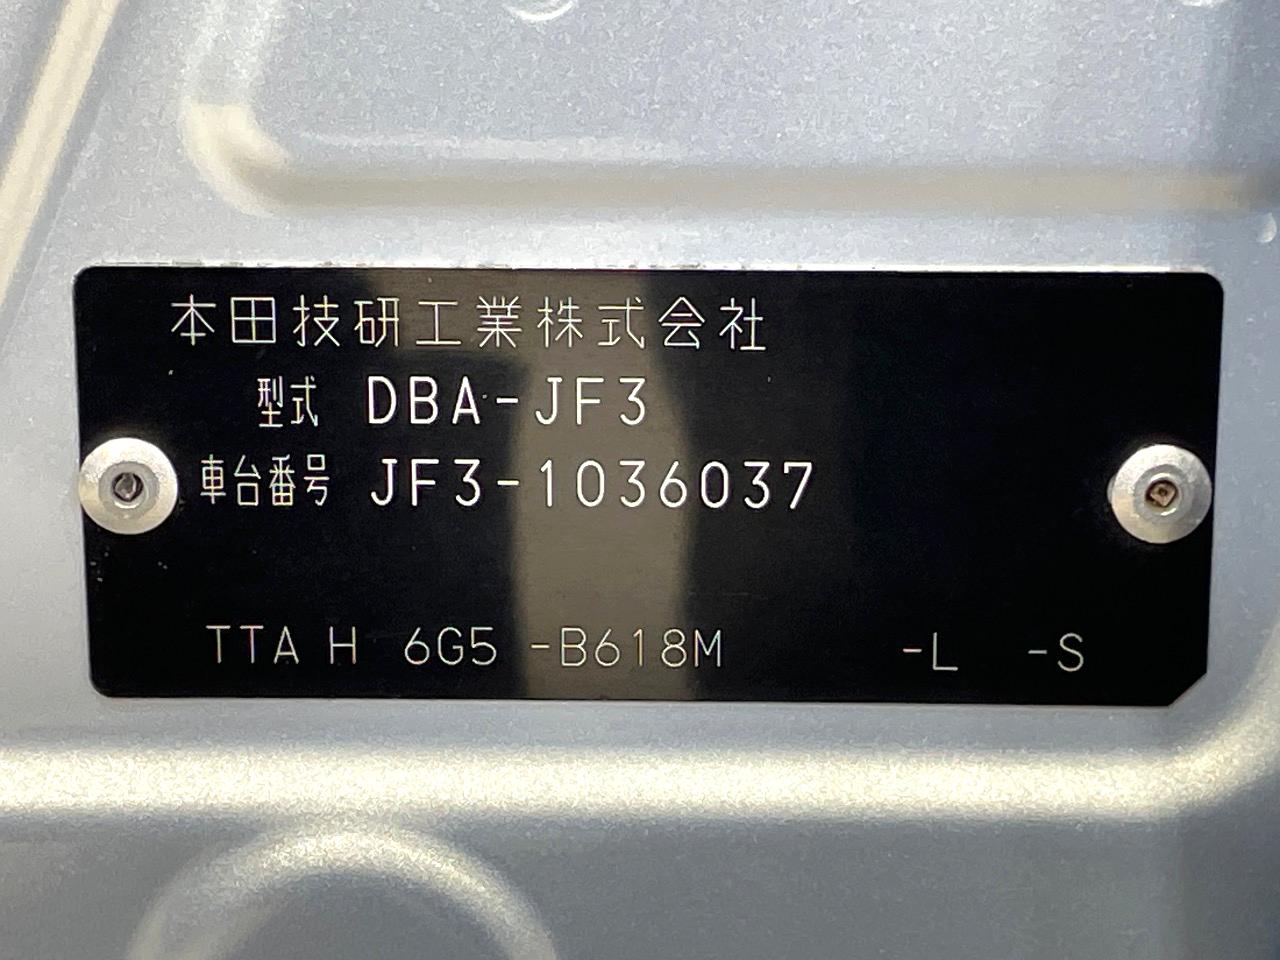 本田技研工業株式会社
型式 DBA-JF3
車台番号 JF3-1036037
TTA H 6G5 -B618M -L -S